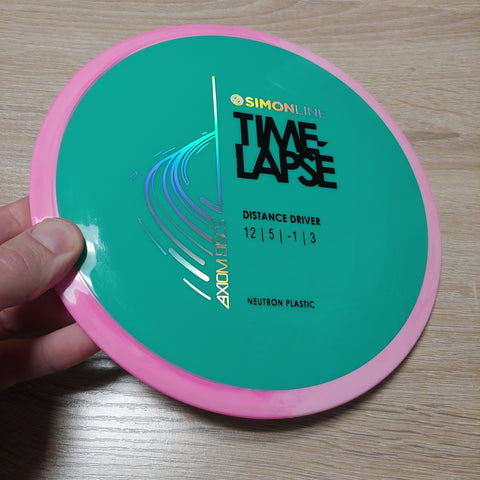 SIMONLINE
TIME-
LAPSE
DISTANCE DRIVER
12 | 5 | -1 | 3
AXIOM DISCS
NEUTRON PLASTIC